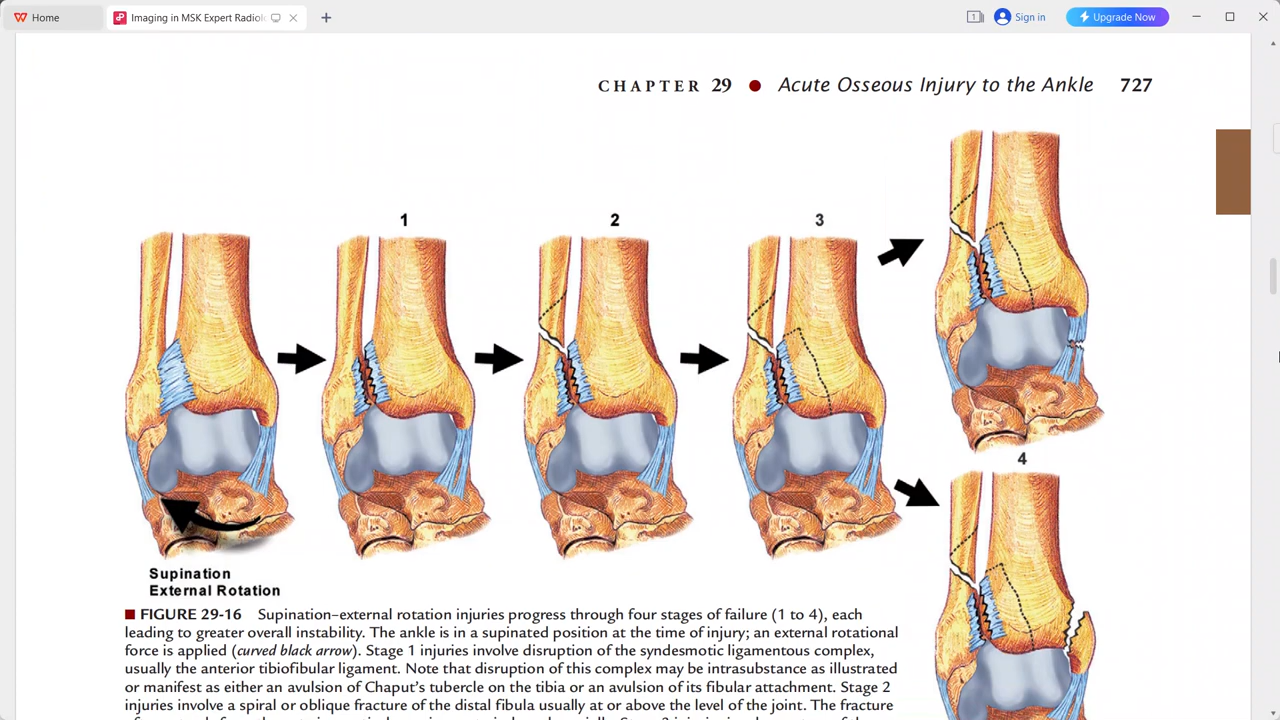 Home
Imaging in MSK Expert Radiolo
1
Sign in
Upgrade Now
CHAPTER 29 ● Acute Osseous Injury to the Ankle 727
1
2
3
4
Supination
External Rotation
■ FIGURE 29-16 Supination–external rotation injuries progress through four stages of failure (1 to 4), each
leading to greater overall instability. The ankle is in a supinated position at the time of injury; an external rotational
force is applied (curved black arrow). Stage 1 injuries involve disruption of the syndesmotic ligamentous complex,
usually the anterior tibiofibular ligament. Note that disruption of this complex may be intrasubstance as illustrated
or manifest as either an avulsion of Chaput's tubercle on the tibia or an avulsion of its fibular attachment. Stage 2
injuries involve a spiral or oblique fracture of the distal fibula usually at or above the level of the joint. The fracture